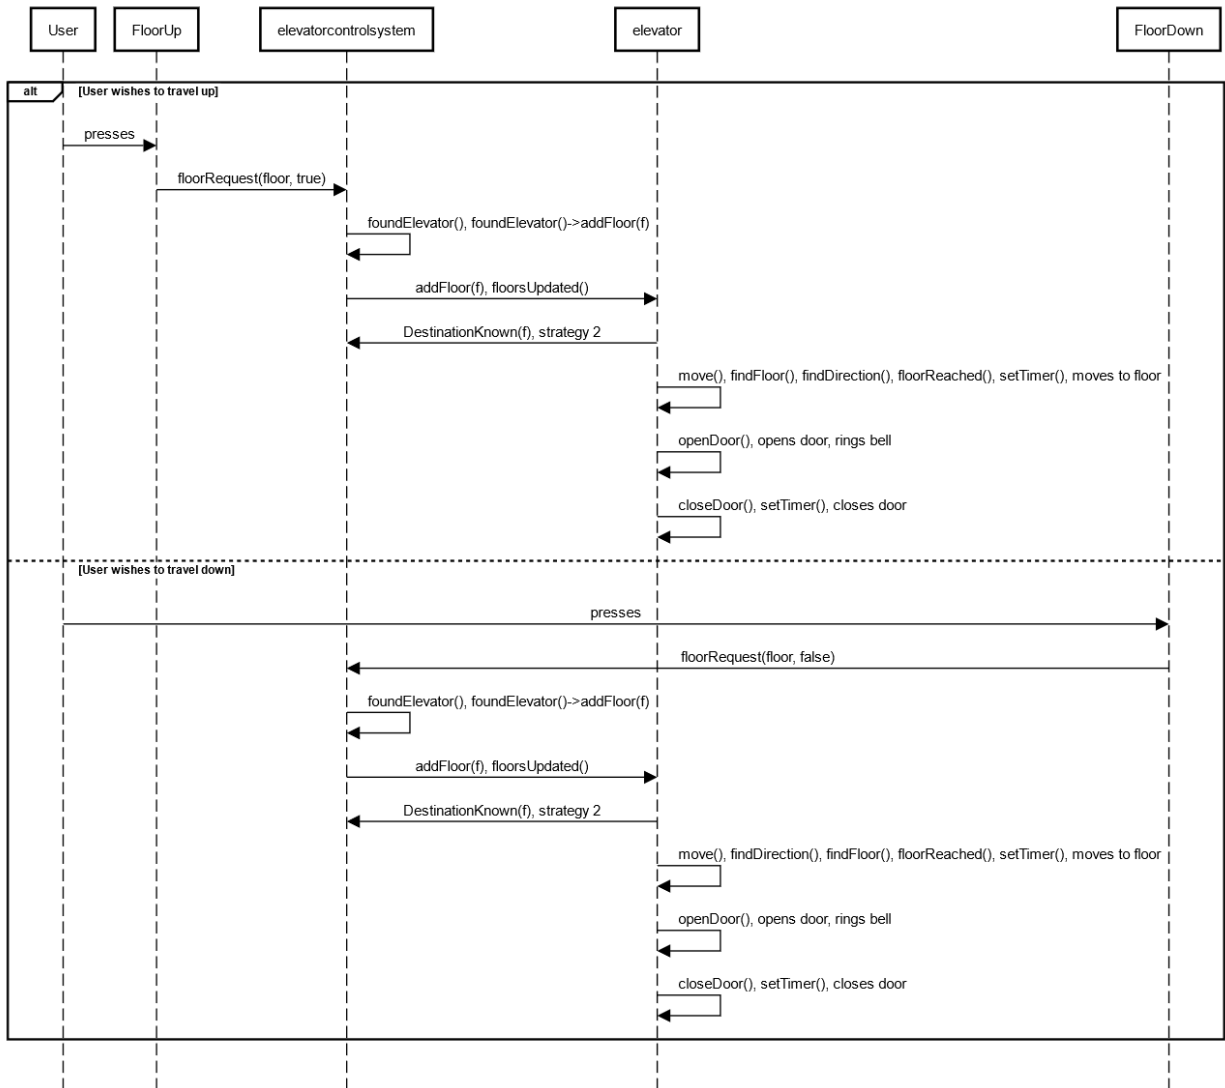 User
FloorUp
elevatorcontrolsystem
elevator
FloorDown
alt
[User wishes to travel up]
presses
floorRequest(floor, true)
foundElevator(), foundElevator()->addFloor(f)
addFloor(f), floorsUpdated()
DestinationKnown(f), strategy 2
move(), findFloor(), findDirection(), floorReached(), setTimer(), moves to floor
openDoor(), opens door, rings bell
closeDoor(), setTimer(), closes door
[User wishes to travel down]
presses
floorRequest(floor, false)
foundElevator(), foundElevator()->addFloor(f)
addFloor(f), floorsUpdated()
DestinationKnown(f), strategy 2
move(), findDirection(), findFloor(), floorReached(), setTimer(), moves to floor
openDoor(), opens door, rings bell
closeDoor(), setTimer(), closes door